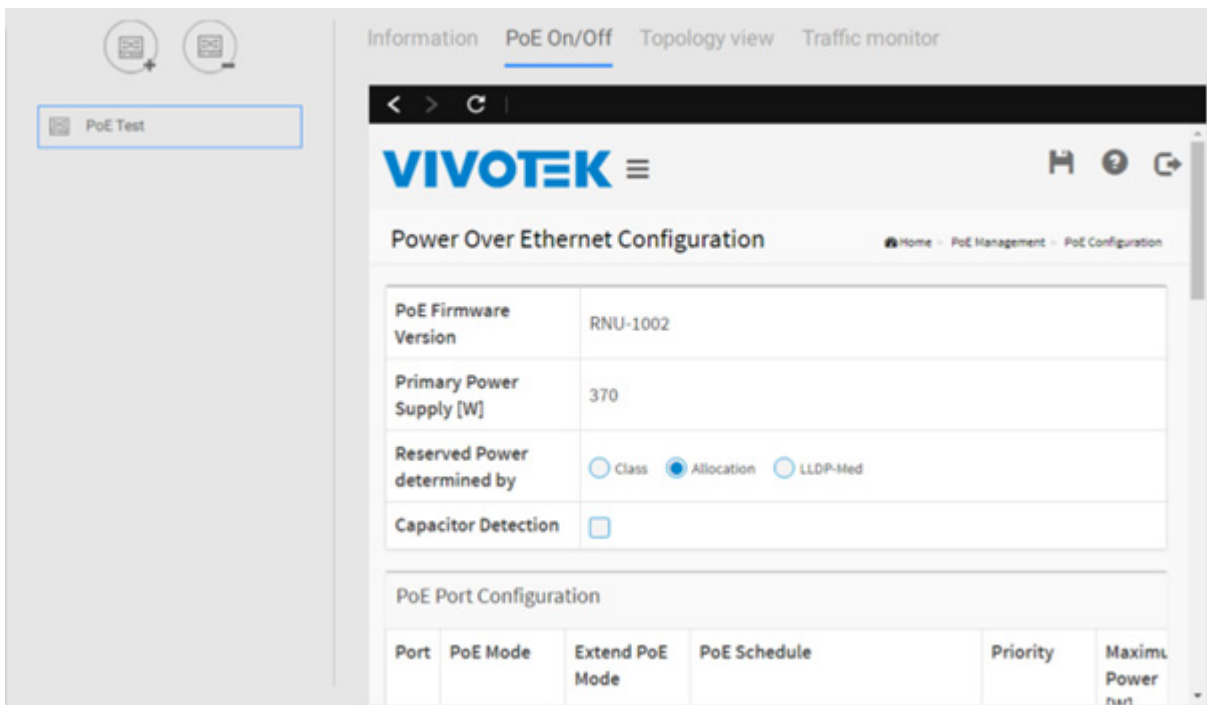 Information PoE On/Off Topology view Traffic monitor
PoE Test
VIVOTEK
Power Over Ethernet Configuration
Home PoE Management PoE Configuration
PoE Firmware
Version
RNU-1002
Primary Power
Supply [W]
370
Reserved Power
determined by
Class Allocation LLDP-Med
Capacitor Detection
PoE Port Configuration
Port PoE Mode Extend PoE PoE Schedule Priority
Mode
Power